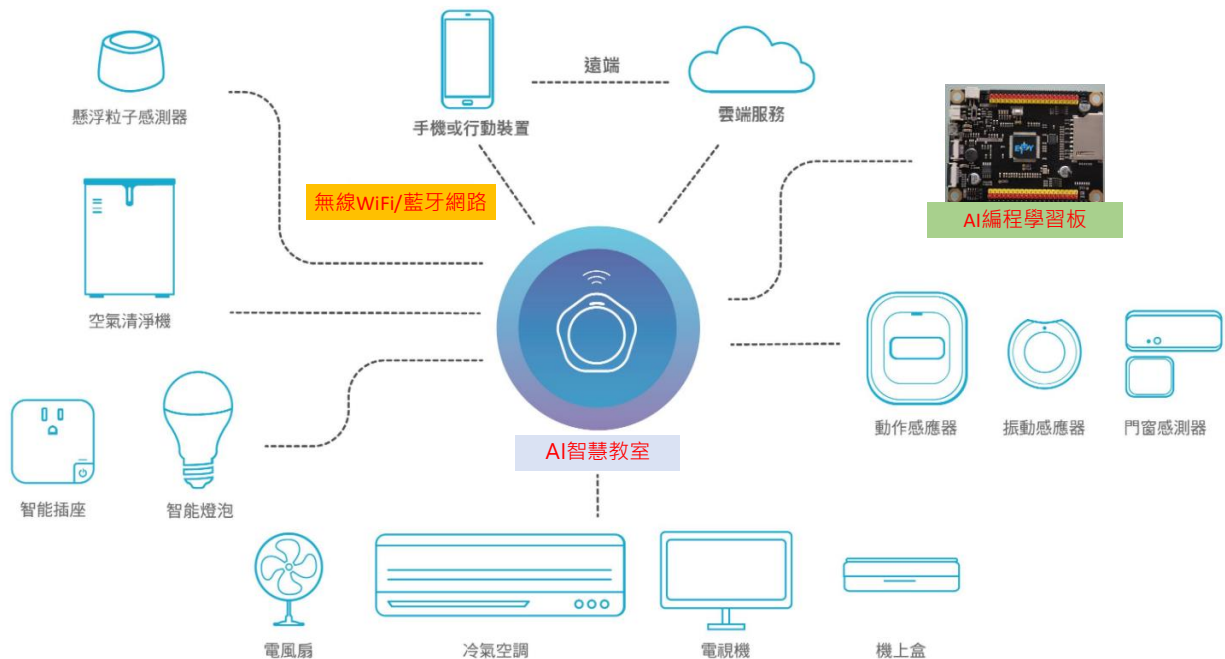 懸浮粒子感測器
手機或行動裝置
遠端
雲端服務
無線WiFi/藍牙網路
AI編程學習板
空氣清淨機
AI智慧教室
動作感應器
振動感應器
門窗感測器
智能插座
智能燈泡
電風扇
冷氣空調
電視機
機上盒